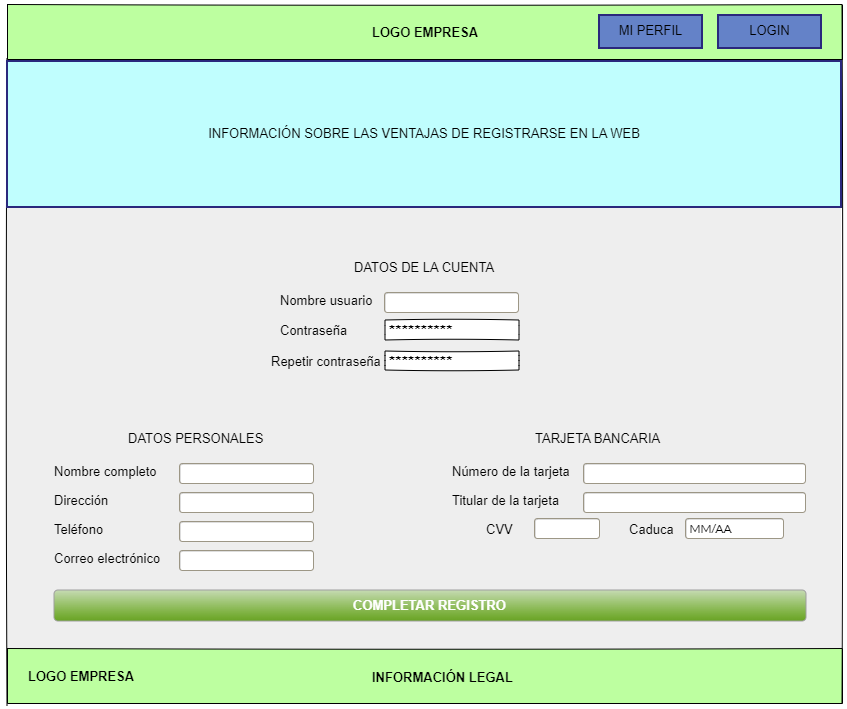 LOGO EMPRESA
MI PERFIL
LOGIN
INFORMACIÓN SOBRE LAS VENTAJAS DE REGISTRARSE EN LA WEB
DATOS DE LA CUENTA
Nombre usuario
Contraseña
**********
Repetir contraseña
**********
DATOS PERSONALES
Nombre completo
Dirección
Teléfono
Correo electrónico
TARJETA BANCARIA
Número de la tarjeta
Titular de la tarjeta
CVV
Caduca
MM/AA
COMPLETAR REGISTRO
LOGO EMPRESA
INFORMACIÓN LEGAL